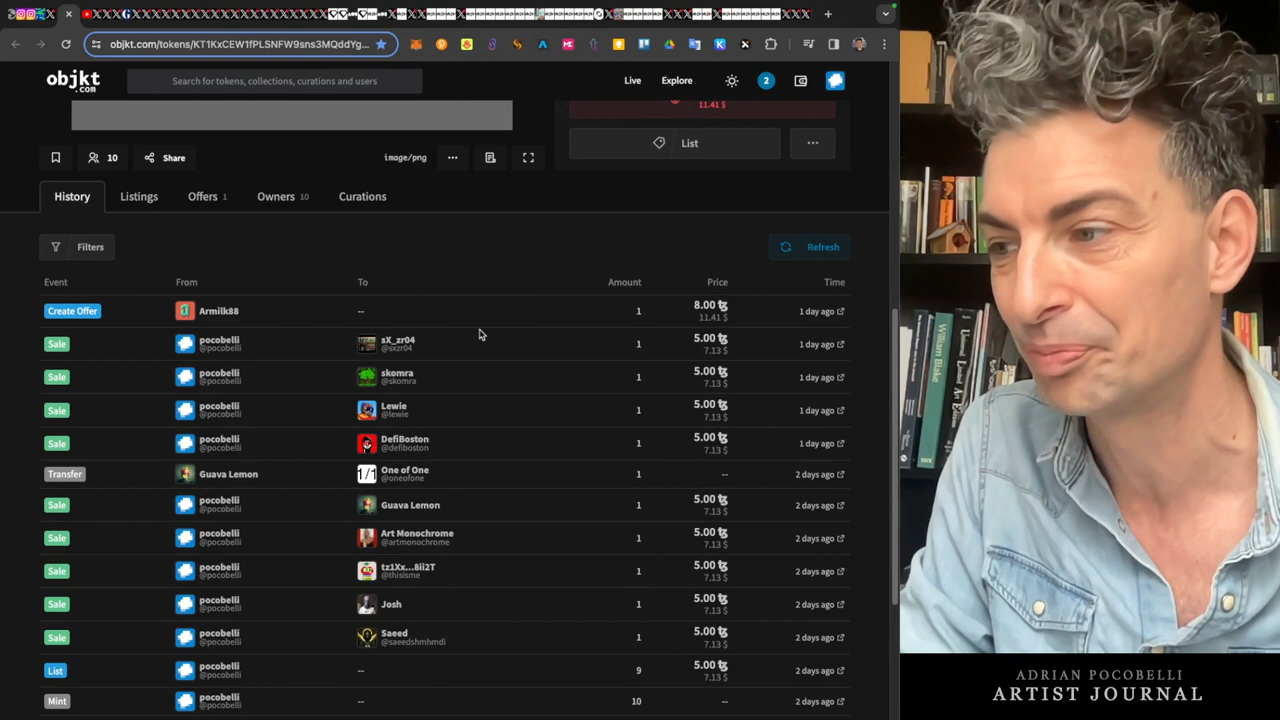 objkt.com/tokens/KT1KxCEW1fPLSNFW9sns3MQddYg...
objkt
.com
Search for tokens, collections, curations and users
Live
Explore
2
11.41 $
List
10
Share
image/png
History
Listings
Offers 1
Owners 10
Curations
Filters
Refresh
Event From To Amount Price Time
Create Offer Armilk88 -- 1 8.00 1 day ago
11.41 $
Sale pocobelli sX_zr04 1 5.00 1 day ago
@pocobelli @sxzr04 7.13 $
Sale pocobelli skomra 1 5.00 1 day ago
@pocobelli @skomra 7.13 $
Sale pocobelli Lewie 1 5.00 1 day ago
@pocobelli @lewie 7.13 $
Sale pocobelli DefiBoston 1 5.00 1 day ago
@pocobelli @defiboston 7.13 $
Transfer Guava Lemon 1/1 One of One 1 -- 2 days ago
@oneofone
Sale pocobelli Guava Lemon 1 5.00 2 days ago
@pocobelli 7.13 $
Sale pocobelli Art Monochrome 1 5.00 2 days ago
@pocobelli @artmonochrome 7.13 $
Sale pocobelli tz1Xx...8ii2T 1 5.00 2 days ago
@pocobelli @thisisme 7.13 $
Sale pocobelli Josh 1 5.00 2 days ago
@pocobelli 7.13 $
Sale pocobelli Saeed 1 5.00 2 days ago
@pocobelli @saeedshmhmdi 7.13 $
List pocobelli -- 9 5.00 2 days ago
@pocobelli 7.13 $
Mint pocobelli -- 10 -- 2 days ago
@pocobelli
William Blake
ADRIAN POCOBELLI
ARTIST JOURNAL